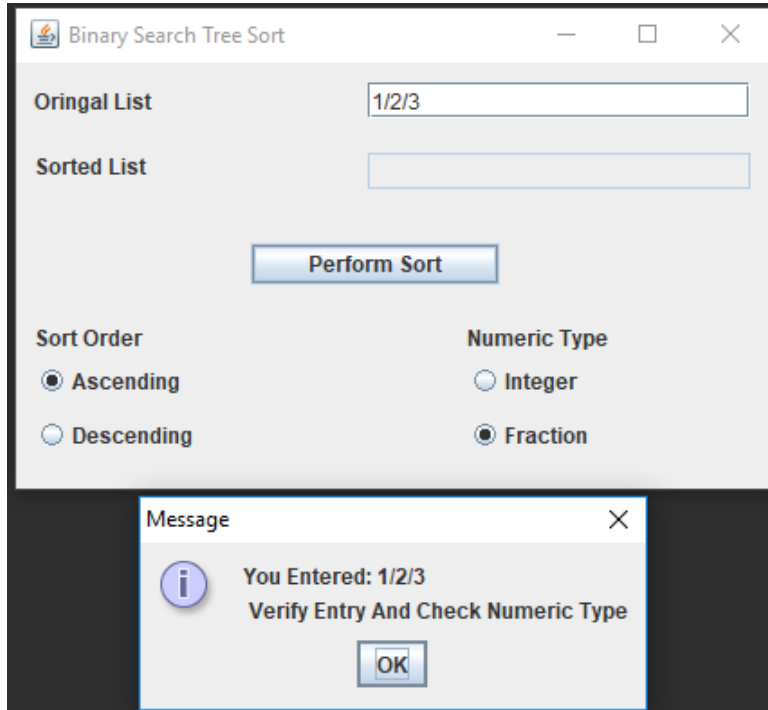 Binary Search Tree Sort
Oringal List
1/2/3
Sorted List
Perform Sort
Sort Order
Numeric Type
Ascending
Integer
Descending
Fraction
Message
i
You Entered: 1/2/3
Verify Entry And Check Numeric Type
OK